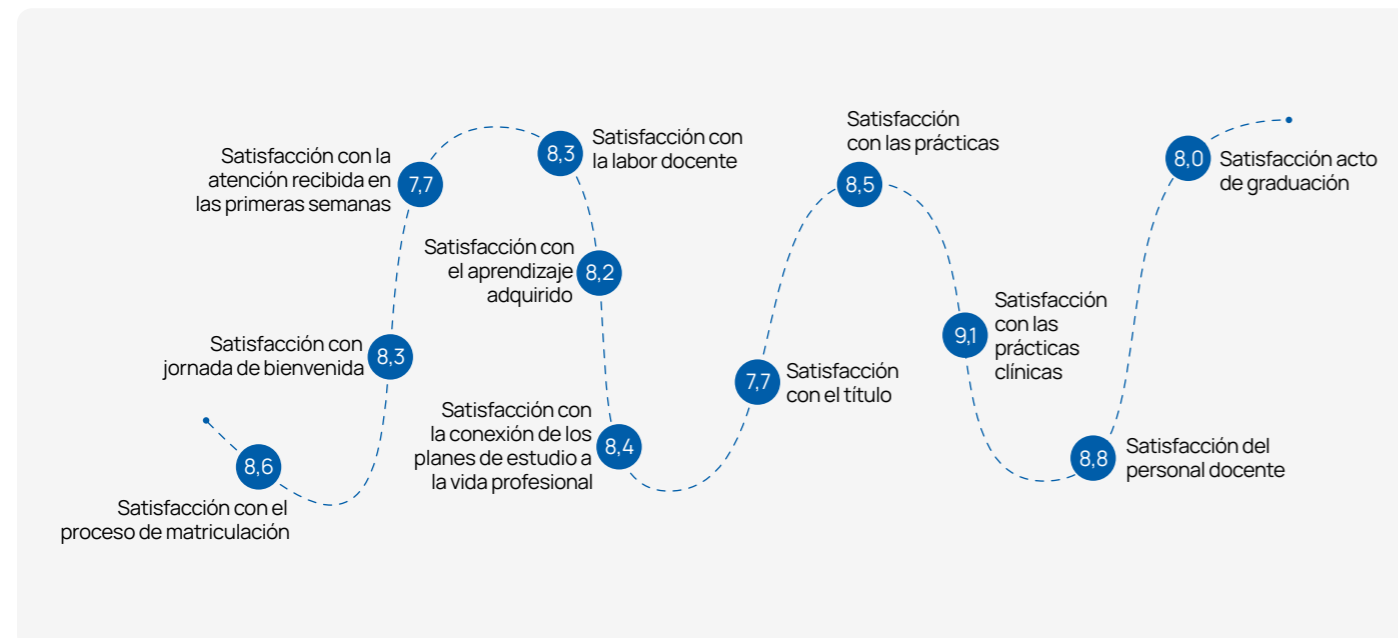 8,6
Satisfacción con el
proceso de matriculación
Satisfacción con
jornada de bienvenida
8,3
Satisfacción con la
atención recibida en
las primeras semanas
7,7
8,3
Satisfacción con
la labor docente
Satisfacción con
el aprendizaje
adquirido
8,2
Satisfacción con
la conexión de los
planes de estudio a
la vida profesional
8,4
7,7
Satisfacción
con el título
Satisfacción
con las prácticas
8,5
9,1
Satisfacción
con las
prácticas
clínicas
8,8
Satisfacción del
personal docente
8,0
Satisfacción acto
de graduación